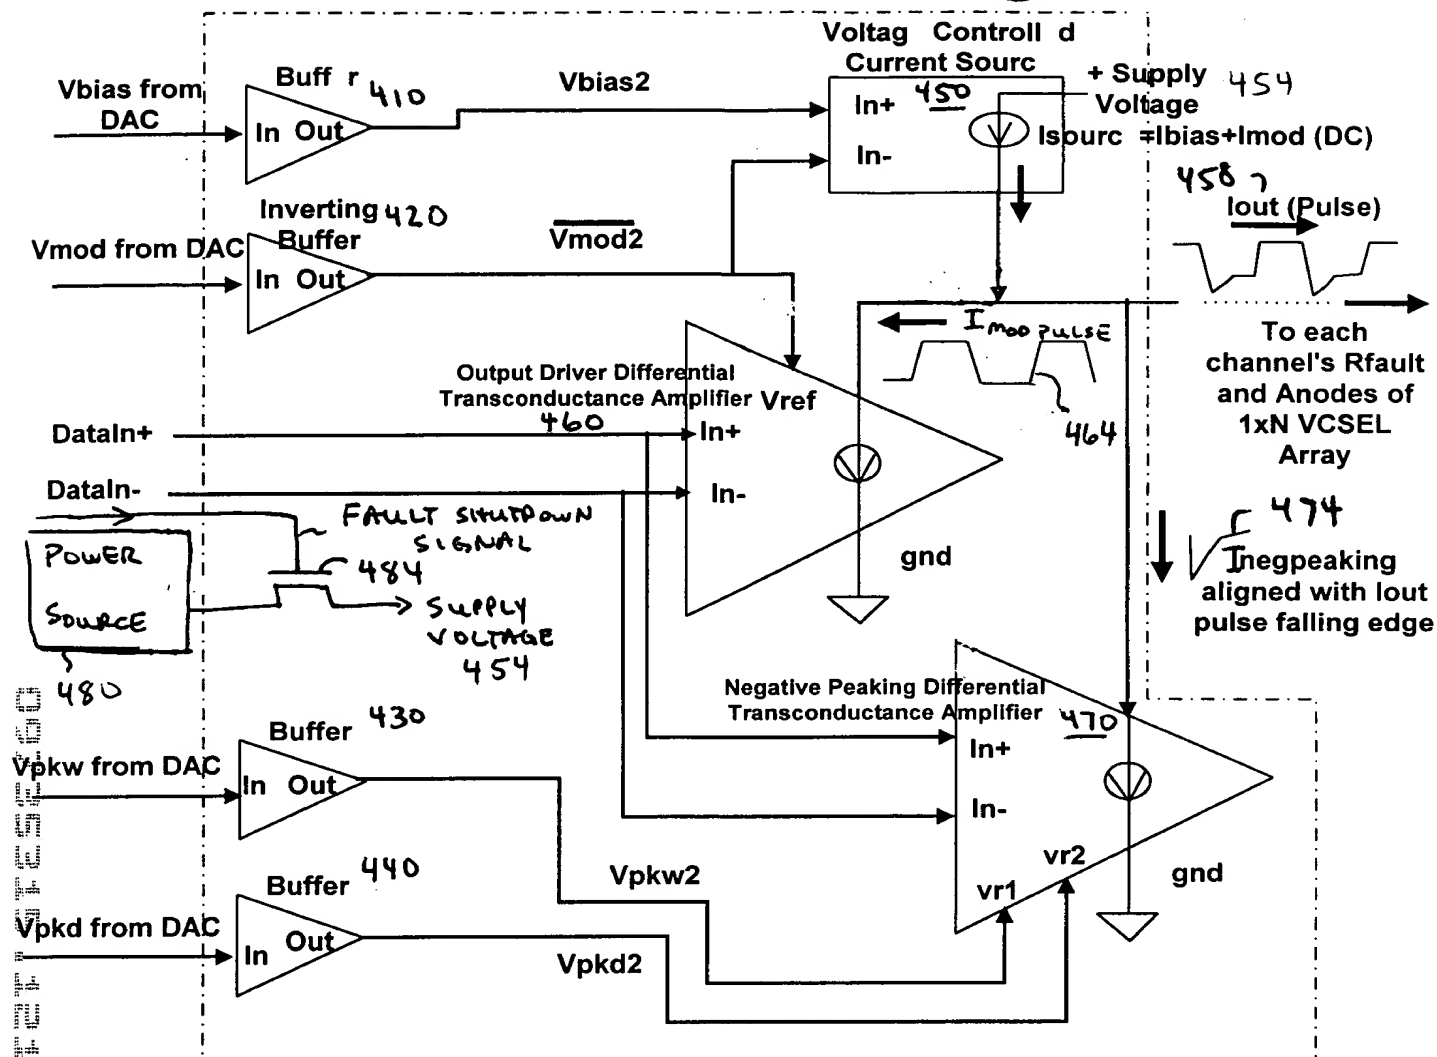 Voltag Controll d
Current Sourc
450
In+
In-
+ Supply
Voltage
454
Isourc =Ibias+Imod (DC)
458
Iout (Pulse)
Vbias from
DAC
Buff r
410
In Out
Vbias2
Inverting
Buffer
420
Vmod from DAC
In Out
Vmod2
I MOD PULSE
464
To each
channel's Rfault
and Anodes of
1xN VCSEL
Array
Output Driver Differential
Transconductance Amplifier
460
Vref
In+
In-
gnd
DataIn+
DataIn-
FAULT SHUTDOWN
SIGNAL
POWER
SOURCE
480
484
SUPPLY
VOLTAGE
454
474
Inegpeaking
aligned with Iout
pulse falling edge
Negative Peaking Differential
Transconductance Amplifier
470
In+
In-
vr2
vr1
gnd
Buffer
430
Vpkw from DAC
In Out
Vpkw2
Buffer
440
Vpkd from DAC
In Out
Vpkd2